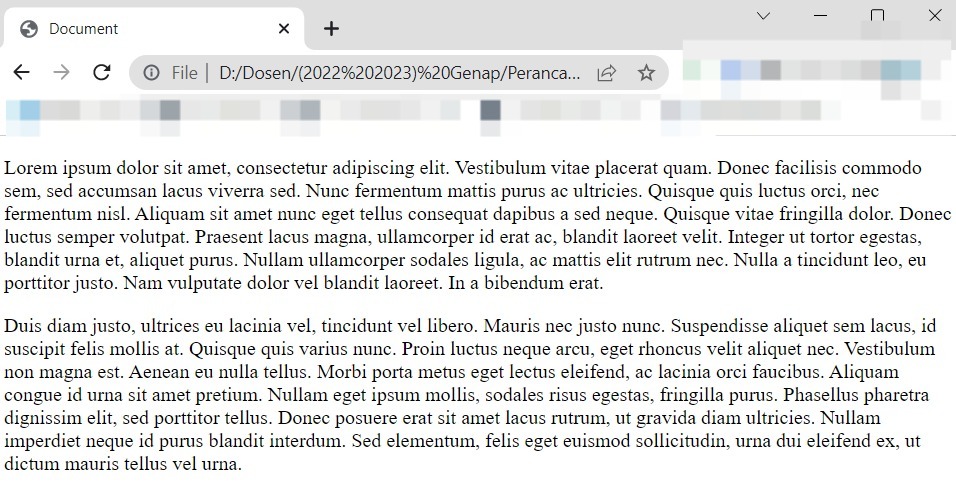 Document
File | D:/Dosen/(2022%202023)%20Genap/Peranca...
Lorem ipsum dolor sit amet, consectetur adipiscing elit. Vestibulum vitae placerat quam. Donec facilisis commodo
sem, sed accumsan lacus viverra sed. Nunc fermentum mattis purus ac ultricies. Quisque quis luctus orci, nec
fermentum nisl. Aliquam sit amet nunc eget tellus consequat dapibus a sed neque. Quisque vitae fringilla dolor. Donec
luctus semper volutpat. Praesent lacus magna, ullamcorper id erat ac, blandit laoreet velit. Integer ut tortor egestas,
blandit urna et, aliquet purus. Nullam ullamcorper sodales ligula, ac mattis elit rutrum nec. Nulla a tincidunt leo, eu
porttitor justo. Nam vulputate dolor vel blandit laoreet. In a bibendum erat.
Duis diam justo, ultrices eu lacinia vel, tincidunt vel libero. Mauris nec justo nunc. Suspendisse aliquet sem lacus, id
suscipit felis mollis at. Quisque quis varius nunc. Proin luctus neque arcu, eget rhoncus velit aliquet nec. Vestibulum
non magna est. Aenean eu nulla tellus. Morbi porta metus eget lectus eleifend, ac lacinia orci faucibus. Aliquam
congue id urna sit amet pretium. Nullam eget ipsum mollis, sodales risus egestas, fringilla purus. Phasellus pharetra
dignissim elit, sed porttitor tellus. Donec posuere erat sit amet lacus rutrum, ut gravida diam ultricies. Nullam
imperdiet neque id purus blandit interdum. Sed elementum, felis eget euismod sollicitudin, urna dui eleifend ex, ut
dictum mauris tellus vel urna.